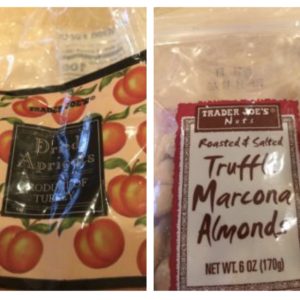 TRADER JOE'S
Dried
Apricots
PRODUCT OF
TURKEY
TRADER JOE'S
Nuts
Roasted & Salted
Truffle
Marcona
Almonds
NET WT. 6 OZ (170g)